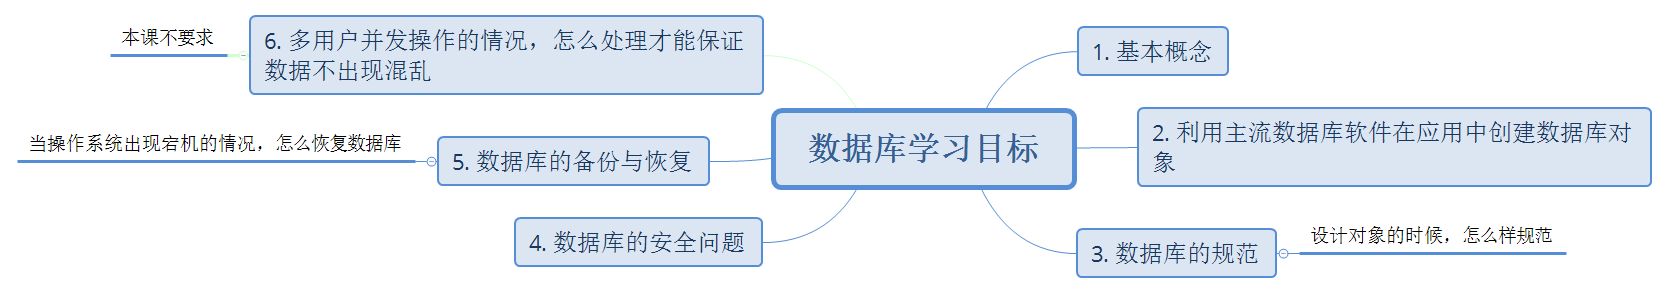 数据库学习目标
1. 基本概念
2. 利用主流数据库软件在应用中创建数据库对
象
3. 数据库的规范
设计对象的时候，怎么样规范
4. 数据库的安全问题
5. 数据库的备份与恢复
当操作系统出现宕机的情况，怎么恢复数据库
6. 多用户并发操作的情况，怎么处理才能保证
数据不出现混乱
本课不要求